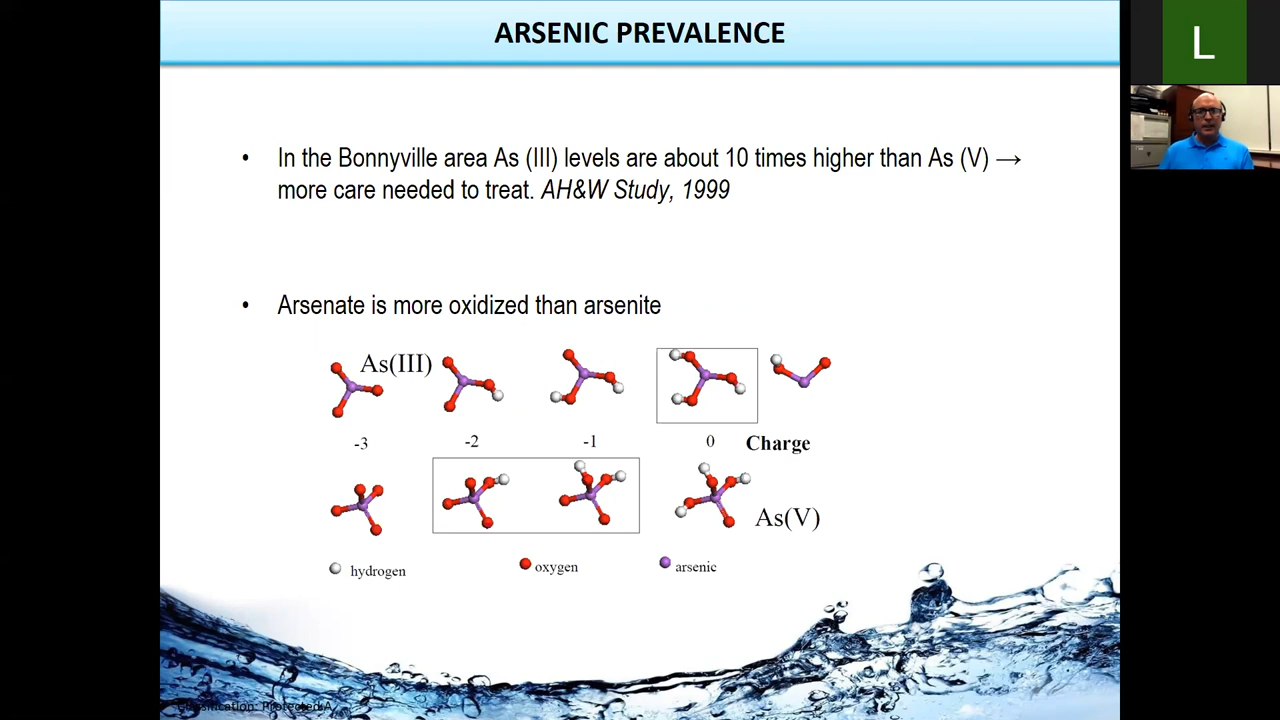 ARSENIC PREVALENCE
L
• In the Bonnyville area As (III) levels are about 10 times higher than As (V) →
more care needed to treat. AH&W Study, 1999
• Arsenate is more oxidized than arsenite
As(III)
-3 -2 -1 0 Charge
As(V)
hydrogen oxygen arsenic
Classification: Protected A